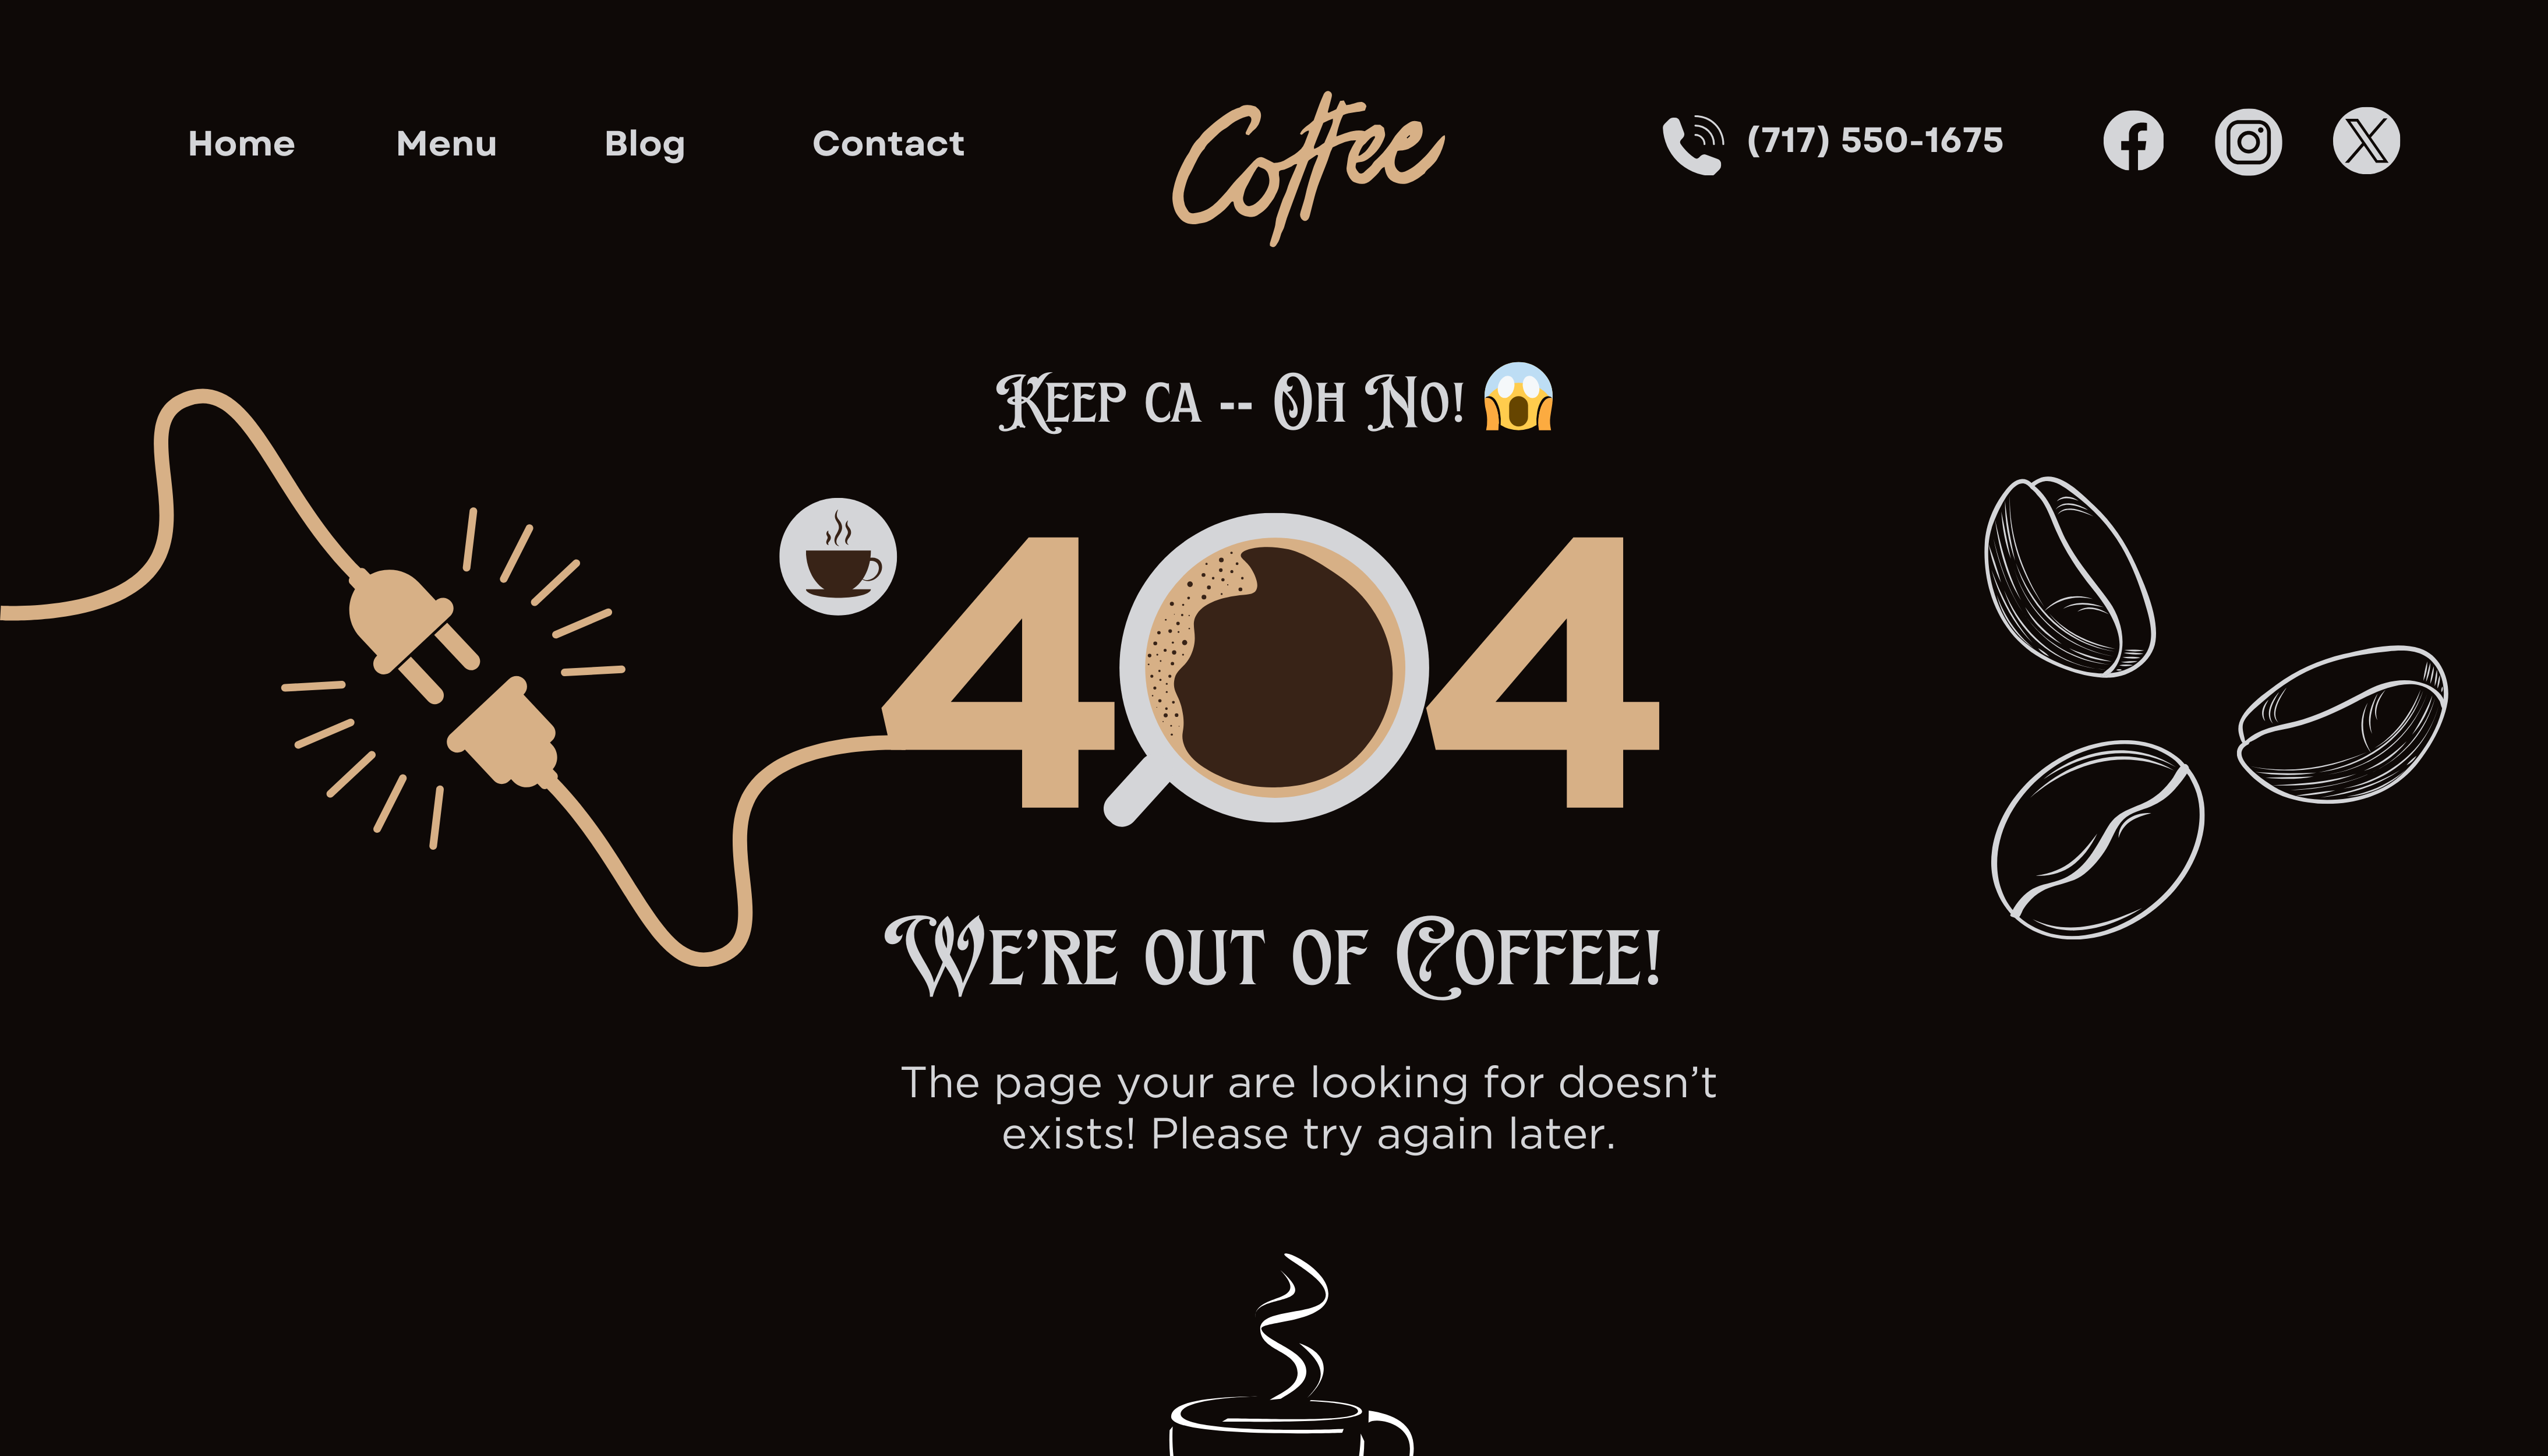 Home Menu Blog Contact
Coffee
(717) 550-1675
Keep ca -- Oh No! 😱
404
We're out of Coffee!
The page your are looking for doesn't
exists! Please try again later.